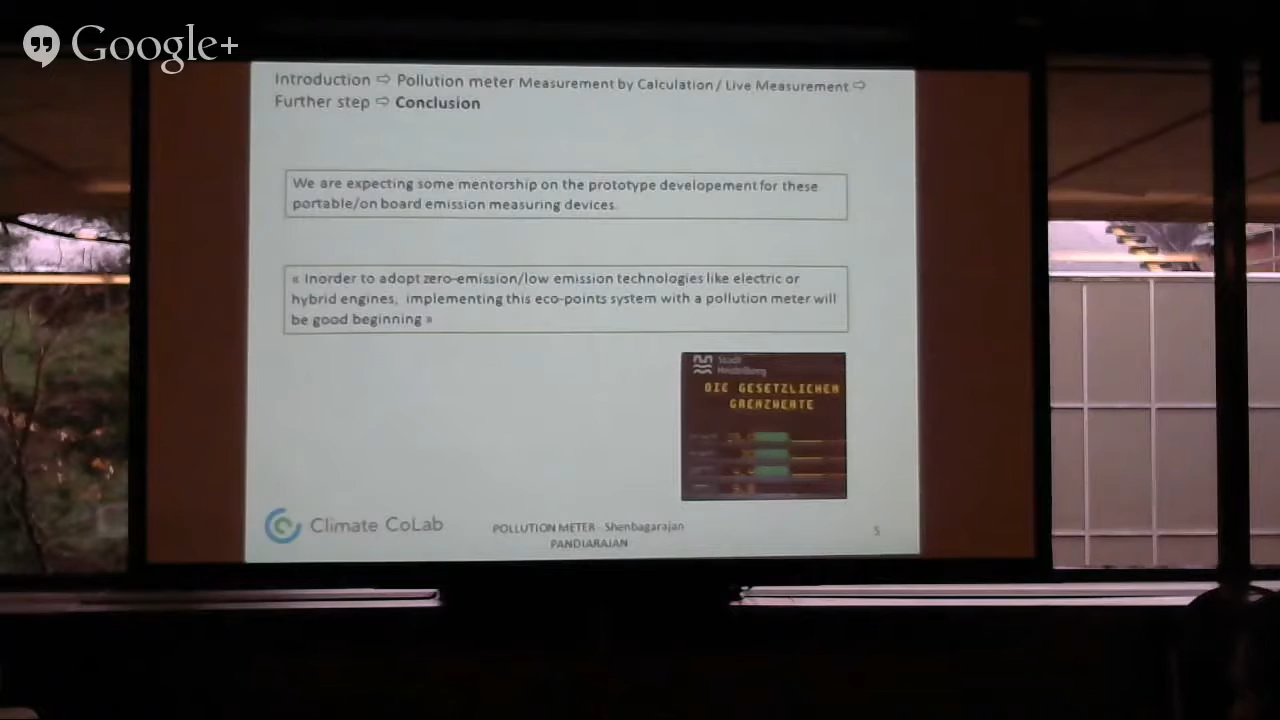 Google+
Introduction ⇨ Pollution meter Measurement by Calculation / Live Measurement ⇨
Further step ⇨ Conclusion
We are expecting some mentorship on the prototype developement for these
portable/on board emission measuring devices.
« Inorder to adopt zero-emission/low emission technologies like electric or
hybrid engines, implementing this eco-points system with a pollution meter will
be good beginning »
Stadt
Heidelberg
DIE GESETZLICHEN
GRENZWERTE
Climate CoLab
POLLUTION METER - Shenbagarajan
PANDIARAJAN
5